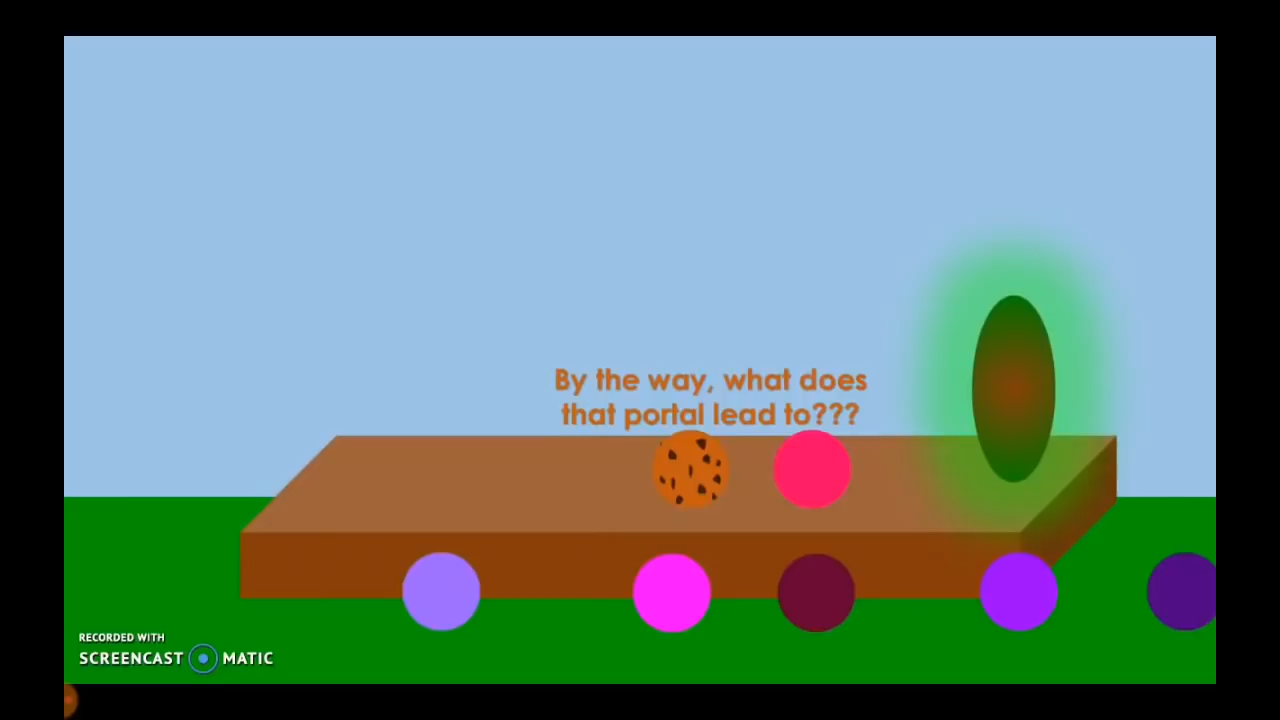 By the way, what does
that portal lead to???
RECORDED WITH
SCREENCAST MATIC